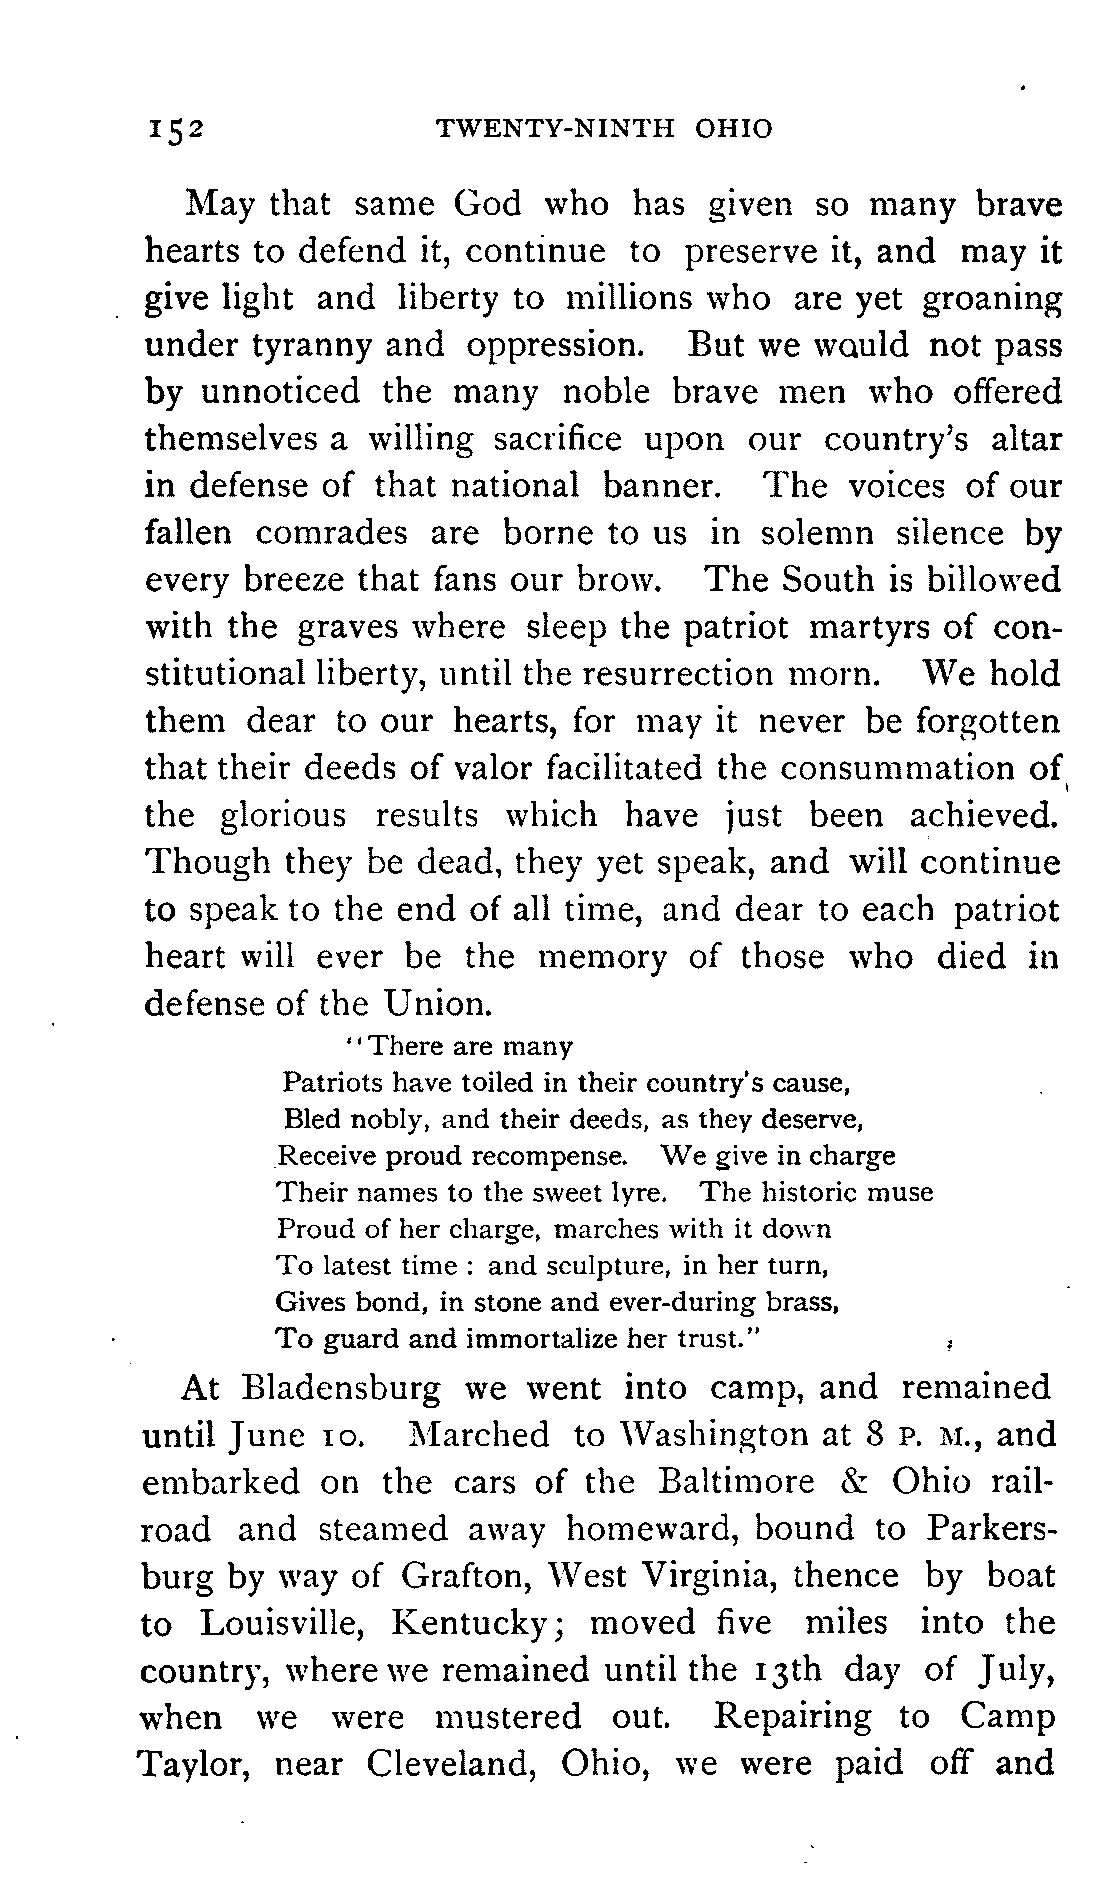 152 TWENTY-NINTH OHIO
May that same God who has given so many brave
hearts to defend it, continue to preserve it, and may it
give light and liberty to millions who are yet groaning
under tyranny and oppression. But we would not pass
by unnoticed the many noble brave men who offered
themselves a willing sacrifice upon our country's altar
in defense of that national banner. The voices of our
fallen comrades are borne to us in solemn silence by
every breeze that fans our brow. The South is billowed
with the graves where sleep the patriot martyrs of con-
stitutional liberty, until the resurrection morn. We hold
them dear to our hearts, for may it never be forgotten
that their deeds of valor facilitated the consummation of
the glorious results which have just been achieved.
Though they be dead, they yet speak, and will continue
to speak to the end of all time, and dear to each patriot
heart will ever be the memory of those who died in
defense of the Union.
"There are many
Patriots have toiled in their country's cause,
Bled nobly, and their deeds, as they deserve,
Receive proud recompense. We give in charge
Their names to the sweet lyre. The historic muse
Proud of her charge, marches with it down
To latest time : and sculpture, in her turn,
Gives bond, in stone and ever-during brass,
To guard and immortalize her trust."
At Bladensburg we went into camp, and remained
until June 10. Marched to Washington at 8 P. M., and
embarked on the cars of the Baltimore & Ohio rail-
road and steamed away homeward, bound to Parkers-
burg by way of Grafton, West Virginia, thence by boat
to Louisville, Kentucky; moved five miles into the
country, where we remained until the 13th day of July,
when we were mustered out. Repairing to Camp
Taylor, near Cleveland, Ohio, we were paid off and